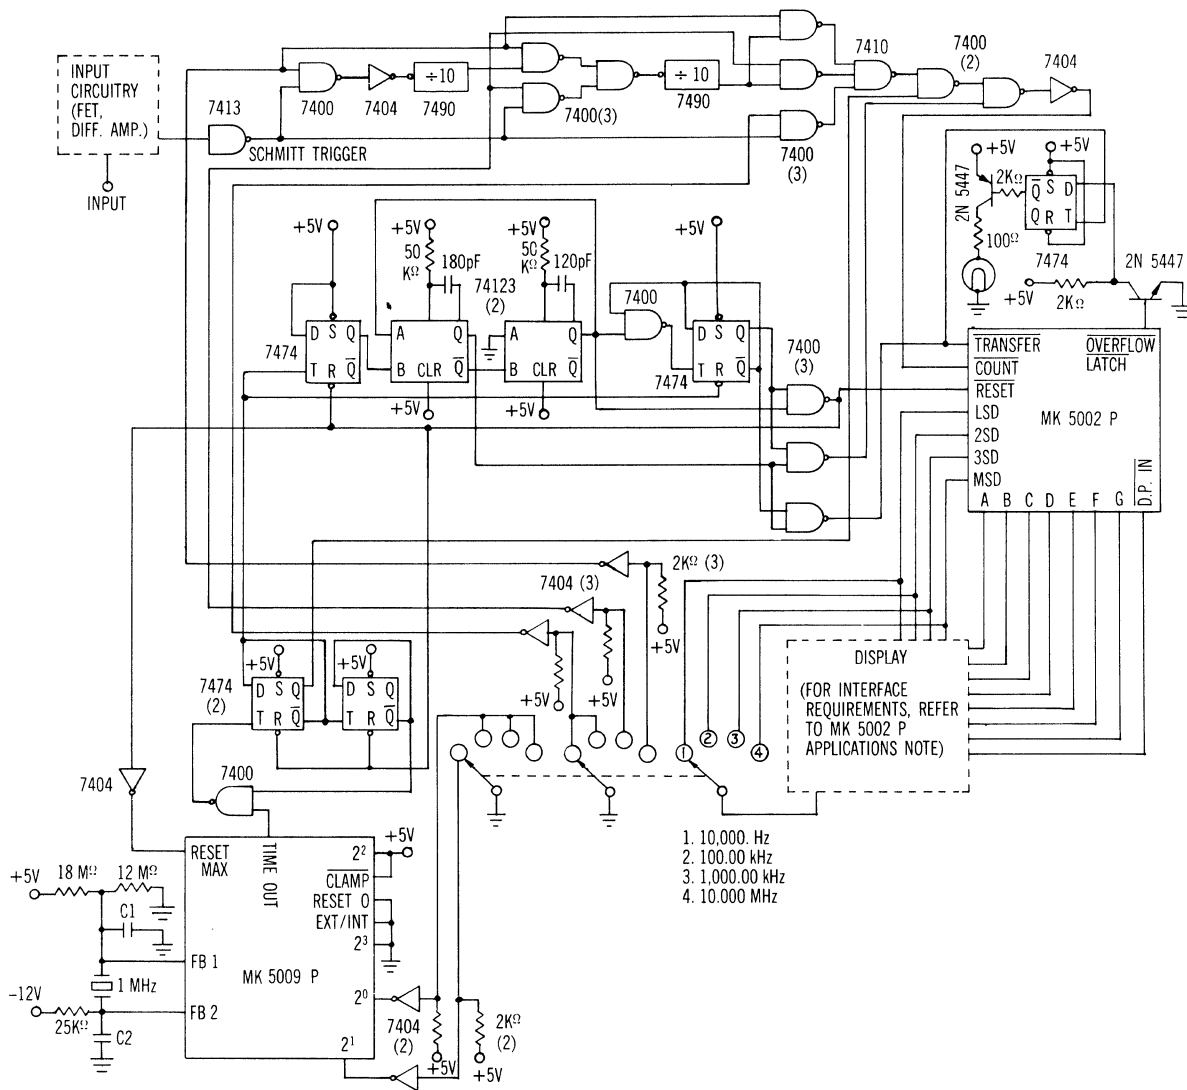 INPUT
CIRCUITRY
(FET,
DIFF. AMP.)
INPUT
7413
SCHMITT TRIGGER
7400
7404
÷10
7490
7400(3)
÷10
7490
7410
7400
(2)
7404
7400
(3)
+5V
+5V
2N 5447
2KΩ
Q̅ S D
Q R T
100Ω
7474
+5V
2KΩ
2N 5447
+5V
D S Q
T R Q̅
7474
+5V
50
KΩ
180pF
A Q
B CLR Q̅
+5V
74123
(2)
+5V
50
KΩ
120pF
A Q
B CLR Q̅
+5V
7400
+5V
D S Q
T R Q̅
7474
7400
(3)
TRANSFER
COUNT
RESET
LSD
2SD
3SD
MSD
OVERFLOW
LATCH
MK 5002 P
A B C D E F G D.P. IN
2KΩ (3)
+5V
7404 (3)
+5V
+5V
DISPLAY
(FOR INTERFACE
REQUIREMENTS, REFER
TO MK 5002 P
APPLICATIONS NOTE)
1
2
3
4
1. 10,000. Hz
2. 100.00 kHz
3. 1,000.00 kHz
4. 10.000 MHz
+5V
+5V
7474
(2)
D S Q
T R Q̅
D S Q
T R Q̅
7404
7400
RESET
MAX
TIME OUT
2²
+5V
CLAMP
RESET 0
EXT/INT
2³
2⁰
2¹
FB 1
FB 2
MK 5009 P
+5V
18 MΩ
12 MΩ
C1
1 MHz
-12V
25KΩ
C2
7404
(2)
+5V
2KΩ
(2)
+5V